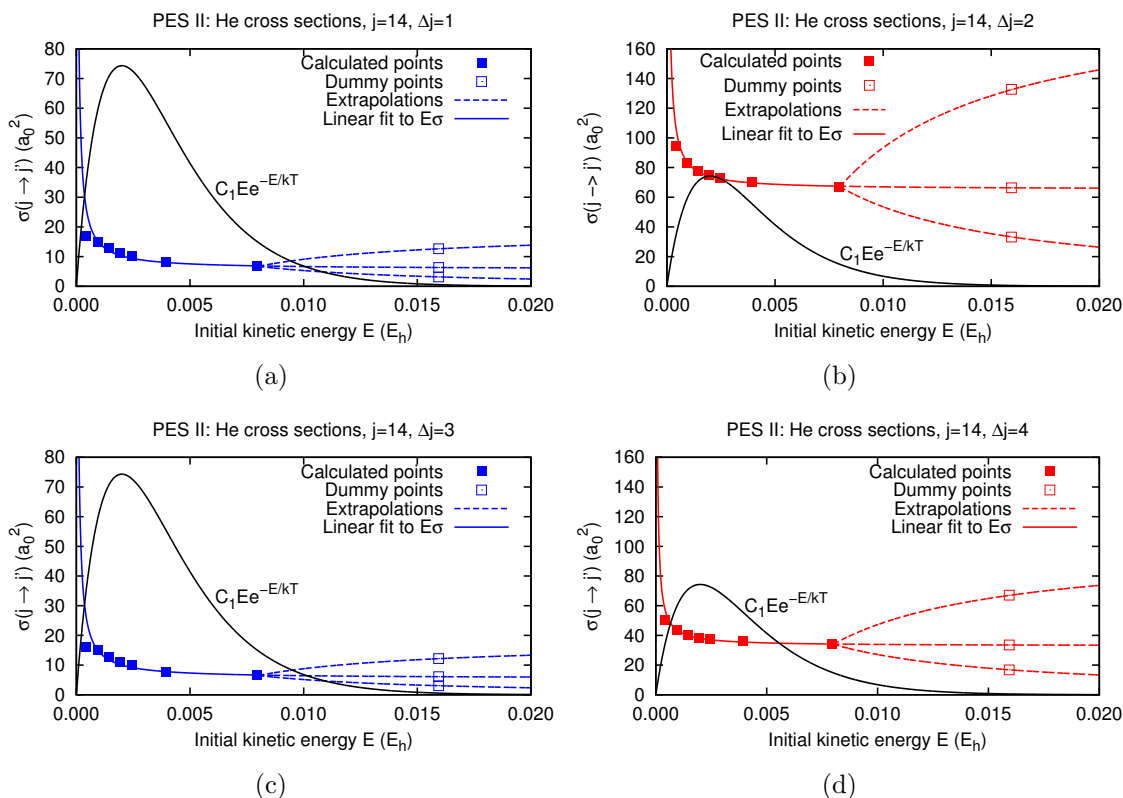 PES II: He cross sections, j=14, Δj=1
80
70
60
50
40
30
20
10
0
0.000
0.005
0.010
0.015
0.020
σ(j → j') (a₀²)
Initial kinetic energy E (Eₕ)
Calculated points
Dummy points
Extrapolations
Linear fit to Eσ
C₁Ee⁻ᴱ/ᵏᵀ
(a)
PES II: He cross sections, j=14, Δj=2
160
140
120
100
80
60
40
20
0
0.000
0.005
0.010
0.015
0.020
σ(j -> j') (a₀²)
Initial kinetic energy E (Eₕ)
Calculated points
Dummy points
Extrapolations
Linear fit to Eσ
C₁Ee⁻ᴱ/ᵏᵀ
(b)
PES II: He cross sections, j=14, Δj=3
80
70
60
50
40
30
20
10
0
0.000
0.005
0.010
0.015
0.020
σ(j → j') (a₀²)
Initial kinetic energy E (Eₕ)
Calculated points
Dummy points
Extrapolations
Linear fit to Eσ
C₁Ee⁻ᴱ/ᵏᵀ
(c)
PES II: He cross sections, j=14, Δj=4
160
140
120
100
80
60
40
20
0
0.000
0.005
0.010
0.015
0.020
σ(j → j') (a₀²)
Initial kinetic energy E (Eₕ)
Calculated points
Dummy points
Extrapolations
Linear fit to Eσ
C₁Ee⁻ᴱ/ᵏᵀ
(d)